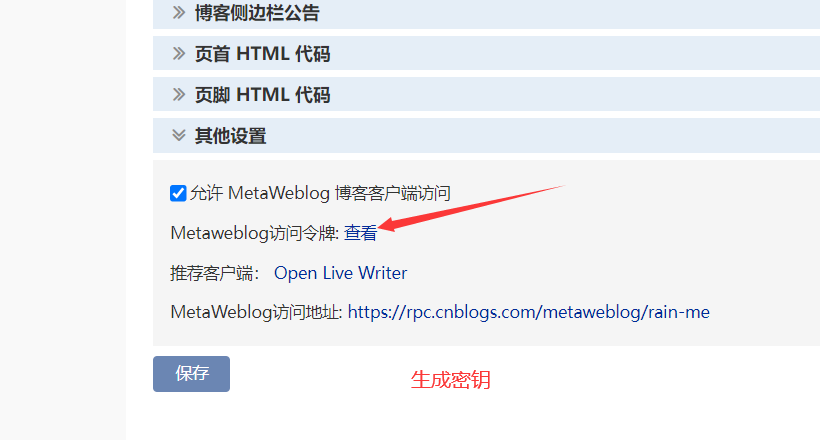 博客侧边栏公告
页首 HTML 代码
页脚 HTML 代码
其他设置
允许 MetaWeblog 博客客户端访问
Metaweblog访问令牌: 查看
推荐客户端： Open Live Writer
MetaWeblog访问地址: https://rpc.cnblogs.com/metaweblog/rain-me
保存
生成密钥